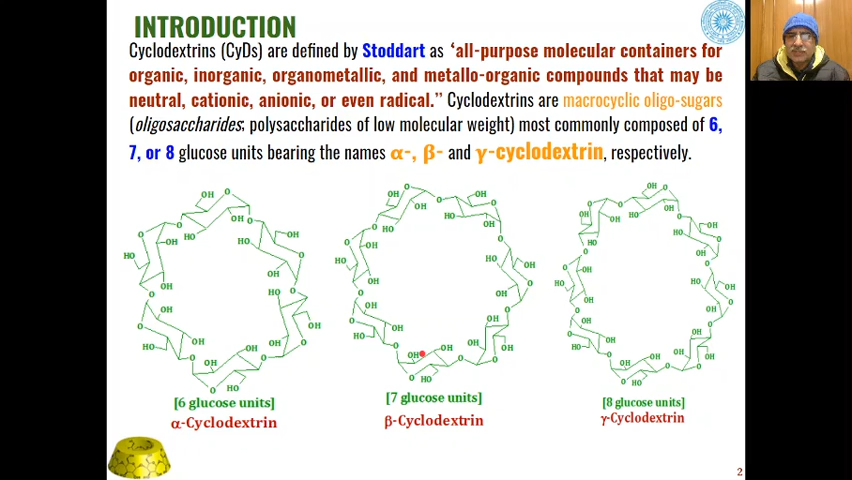 INTRODUCTION
Cyclodextrins (CyDs) are defined by Stoddart as ‘all-purpose molecular containers for
organic, inorganic, organometallic, and metallo-organic compounds that may be
neutral, cationic, anionic, or even radical.” Cyclodextrins are macrocyclic oligo-sugars
(oligosaccharides; polysaccharides of low molecular weight) most commonly composed of 6,
7, or 8 glucose units bearing the names α-, β- and γ-cyclodextrin, respectively.
[6 glucose units]
α-Cyclodextrin
[7 glucose units]
β-Cyclodextrin
[8 glucose units]
γ-Cyclodextrin
2